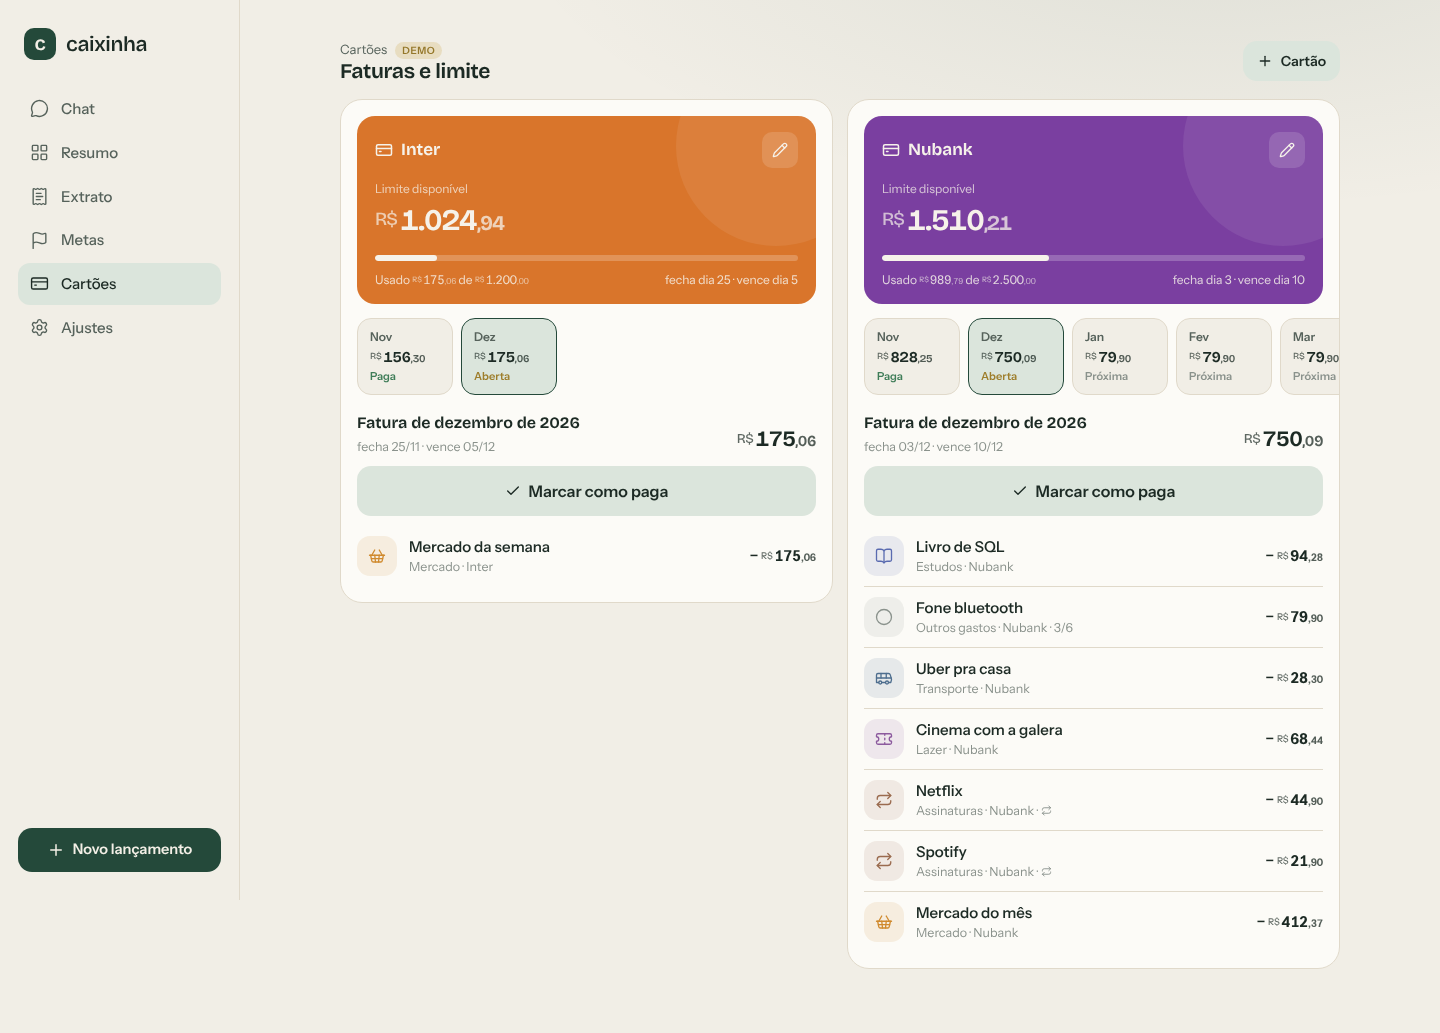 C caixinha
Chat
Resumo
Extrato
Metas
Cartões
Ajustes
+ Novo lançamento
Cartões DEMO
Faturas e limite
+ Cartão
Inter
Limite disponível
R$ 1.024,94
Usado R$ 175,06 de R$ 1.200,00 fecha dia 25 · vence dia 5
Nov
R$ 156,30
Paga
Dez
R$ 175,06
Aberta
Fatura de dezembro de 2026
fecha 25/11 · vence 05/12
R$ 175,06
Marcar como paga
Mercado da semana
Mercado · Inter
− R$ 175,06
Nubank
Limite disponível
R$ 1.510,21
Usado R$ 989,79 de R$ 2.500,00 fecha dia 3 · vence dia 10
Nov
R$ 828,25
Paga
Dez
R$ 750,09
Aberta
Jan
R$ 79,90
Próxima
Fev
R$ 79,90
Próxima
Mar
R$ 79,90
Próxima
Fatura de dezembro de 2026
fecha 03/12 · vence 10/12
R$ 750,09
Marcar como paga
Livro de SQL
Estudos · Nubank
− R$ 94,28
Fone bluetooth
Outros gastos · Nubank · 3/6
− R$ 79,90
Uber pra casa
Transporte · Nubank
− R$ 28,30
Cinema com a galera
Lazer · Nubank
− R$ 68,44
Netflix
Assinaturas · Nubank ·
− R$ 44,90
Spotify
Assinaturas · Nubank ·
− R$ 21,90
Mercado do mês
Mercado · Nubank
− R$ 412,37